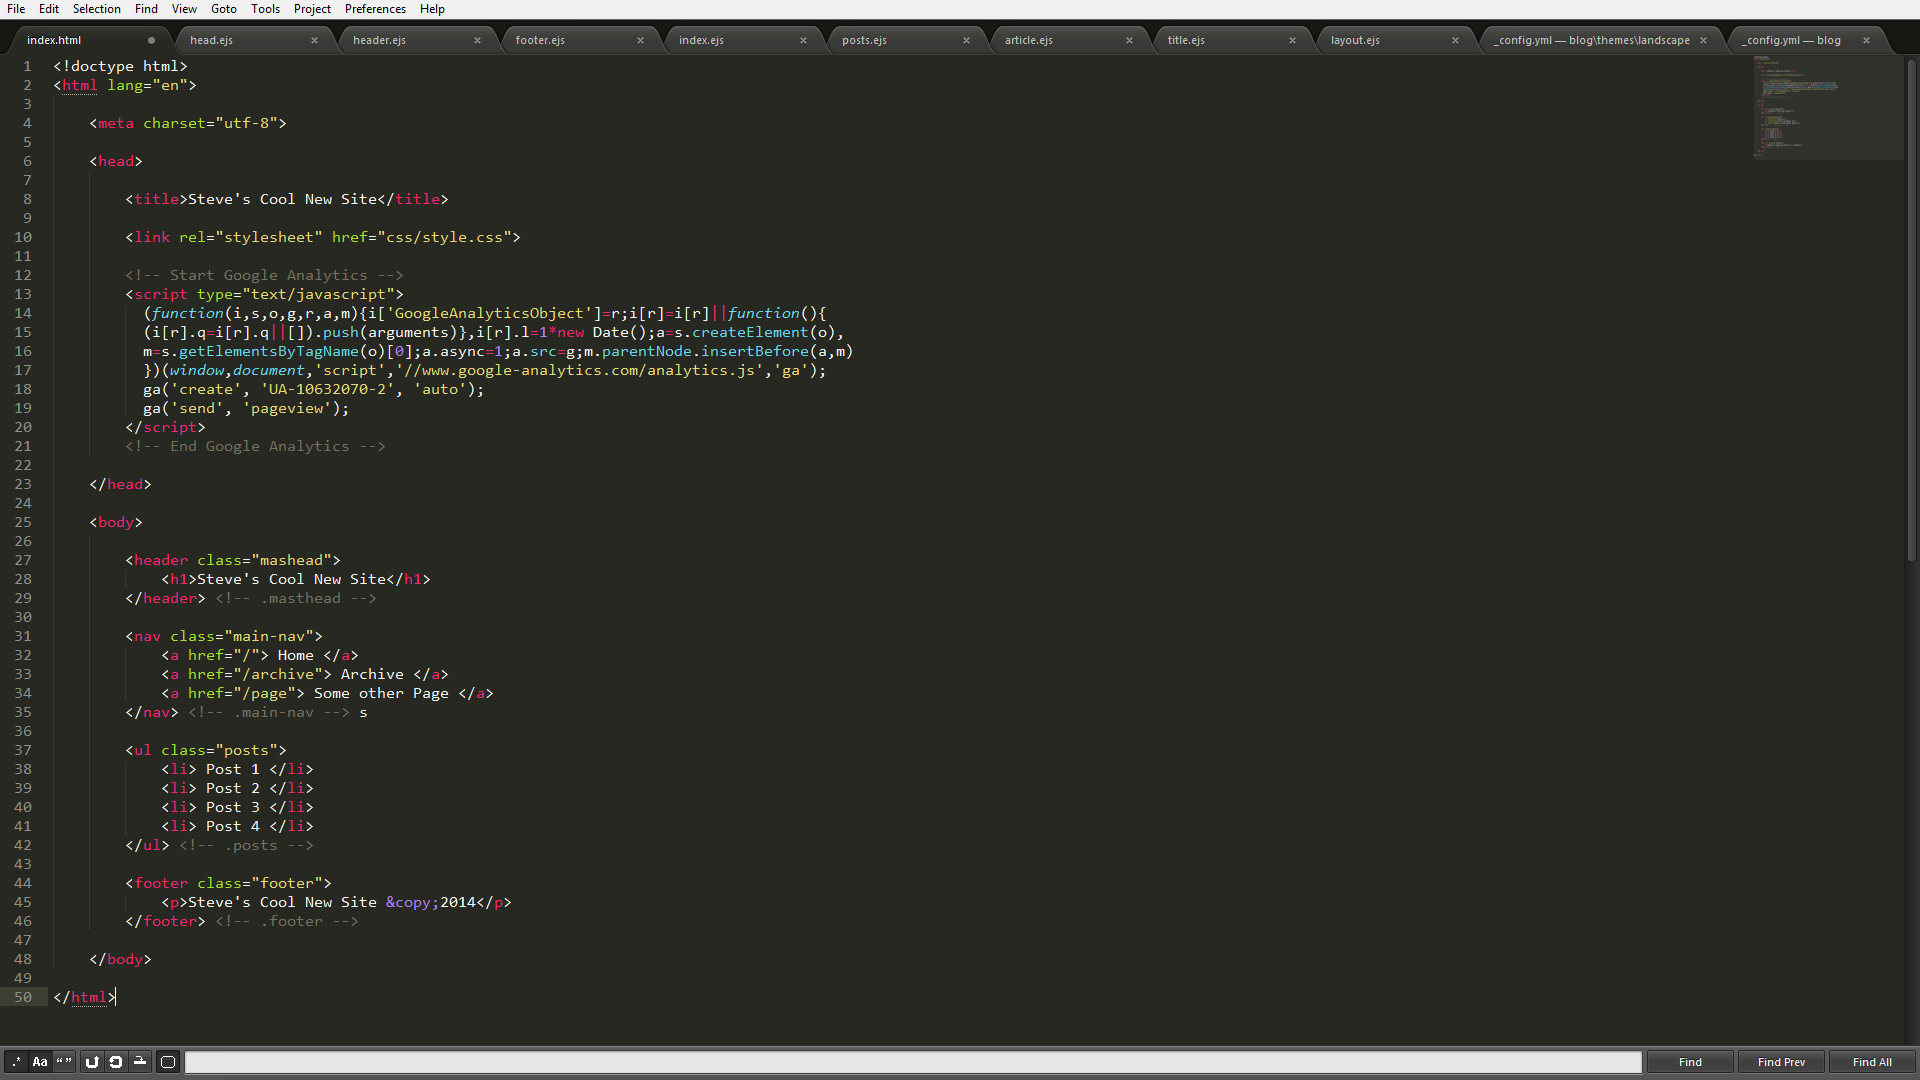 File Edit Selection Find View Goto Tools Project Preferences Help
index.html head.ejs header.ejs footer.ejs index.ejs posts.ejs article.ejs title.ejs layout.ejs _config.yml — blog\themes\landscape _config.yml — blog
1 <!doctype html>
2 <html lang="en">
3
4 <meta charset="utf-8">
5
6 <head>
7
8 <title>Steve's Cool New Site</title>
9
10 <link rel="stylesheet" href="css/style.css">
11
12 <!-- Start Google Analytics -->
13 <script type="text/javascript">
14 (function(i,s,o,g,r,a,m){i['GoogleAnalyticsObject']=r;i[r]=i[r]||function(){
15 (i[r].q=i[r].q||[]).push(arguments)},i[r].l=1*new Date();a=s.createElement(o),
16 m=s.getElementsByTagName(o)[0];a.async=1;a.src=g;m.parentNode.insertBefore(a,m)
17 })(window,document,'script','//www.google-analytics.com/analytics.js','ga');
18 ga('create', 'UA-10632070-2', 'auto');
19 ga('send', 'pageview');
20 </script>
21 <!-- End Google Analytics -->
22
23 </head>
24
25 <body>
26
27 <header class="mashead">
28 <h1>Steve's Cool New Site</h1>
29 </header> <!-- .masthead -->
30
31 <nav class="main-nav">
32 <a href="/"> Home </a>
33 <a href="/archive"> Archive </a>
34 <a href="/page"> Some other Page </a>
35 </nav> <!-- .main-nav --> s
36
37 <ul class="posts">
38 <li> Post 1 </li>
39 <li> Post 2 </li>
40 <li> Post 3 </li>
41 <li> Post 4 </li>
42 </ul> <!-- .posts -->
43
44 <footer class="footer">
45 <p>Steve's Cool New Site &copy;2014</p>
46 </footer> <!-- .footer -->
47
48 </body>
49
50 </html>
.* Aa “” Find Find Prev Find All